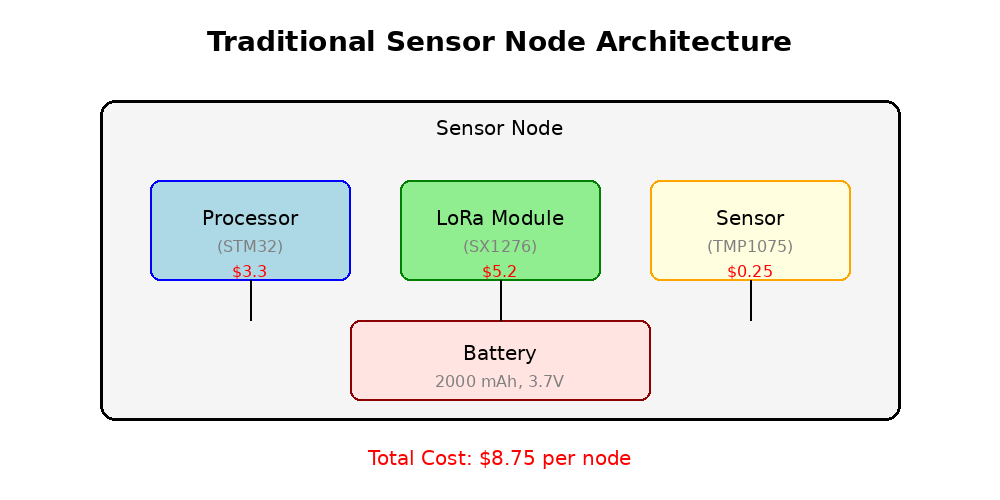 Traditional Sensor Node Architecture
Sensor Node
Processor
(STM32)
$3.3
LoRa Module
(SX1276)
$5.2
Sensor
(TMP1075)
$0.25
Battery
2000 mAh, 3.7V
Total Cost: $8.75 per node